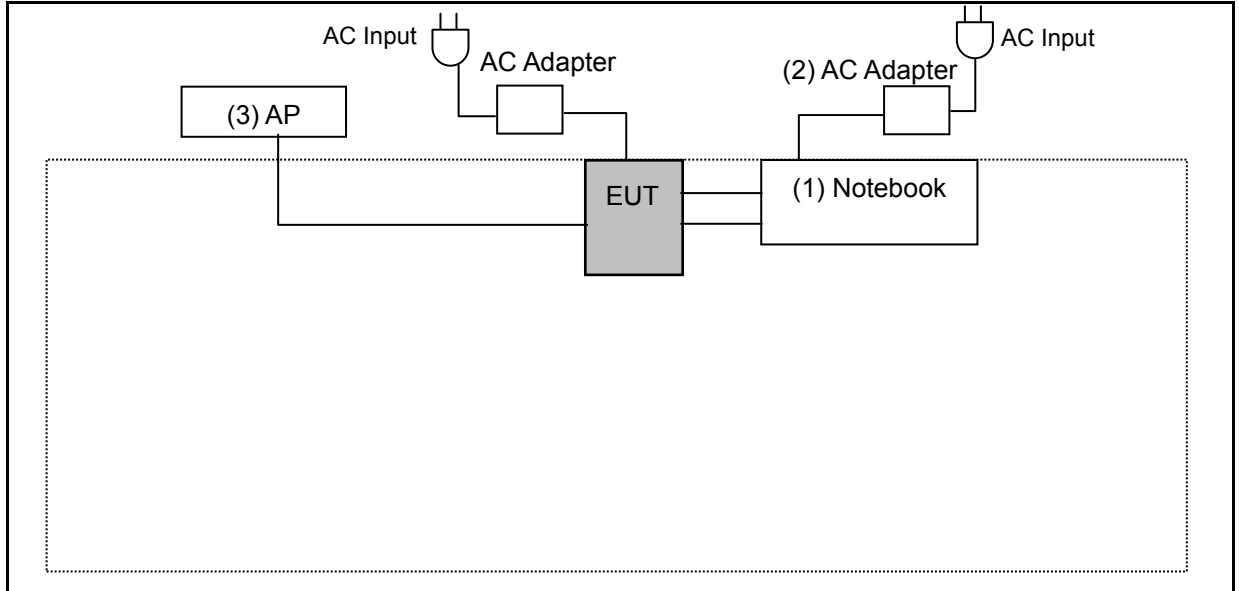 AC Input
AC Adapter
AC Input
(2) AC Adapter
(3) AP
EUT
(1) Notebook